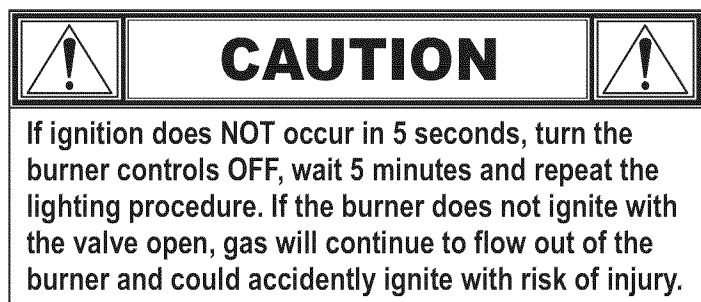 CAUTION
If ignition does NOT occur in 5 seconds, turn the
burner controls OFF, wait 5 minutes and repeat the
lighting procedure. If the burner does not ignite with
the valve open, gas will continue to flow out of the
burner and could accidently ignite with risk of injury.